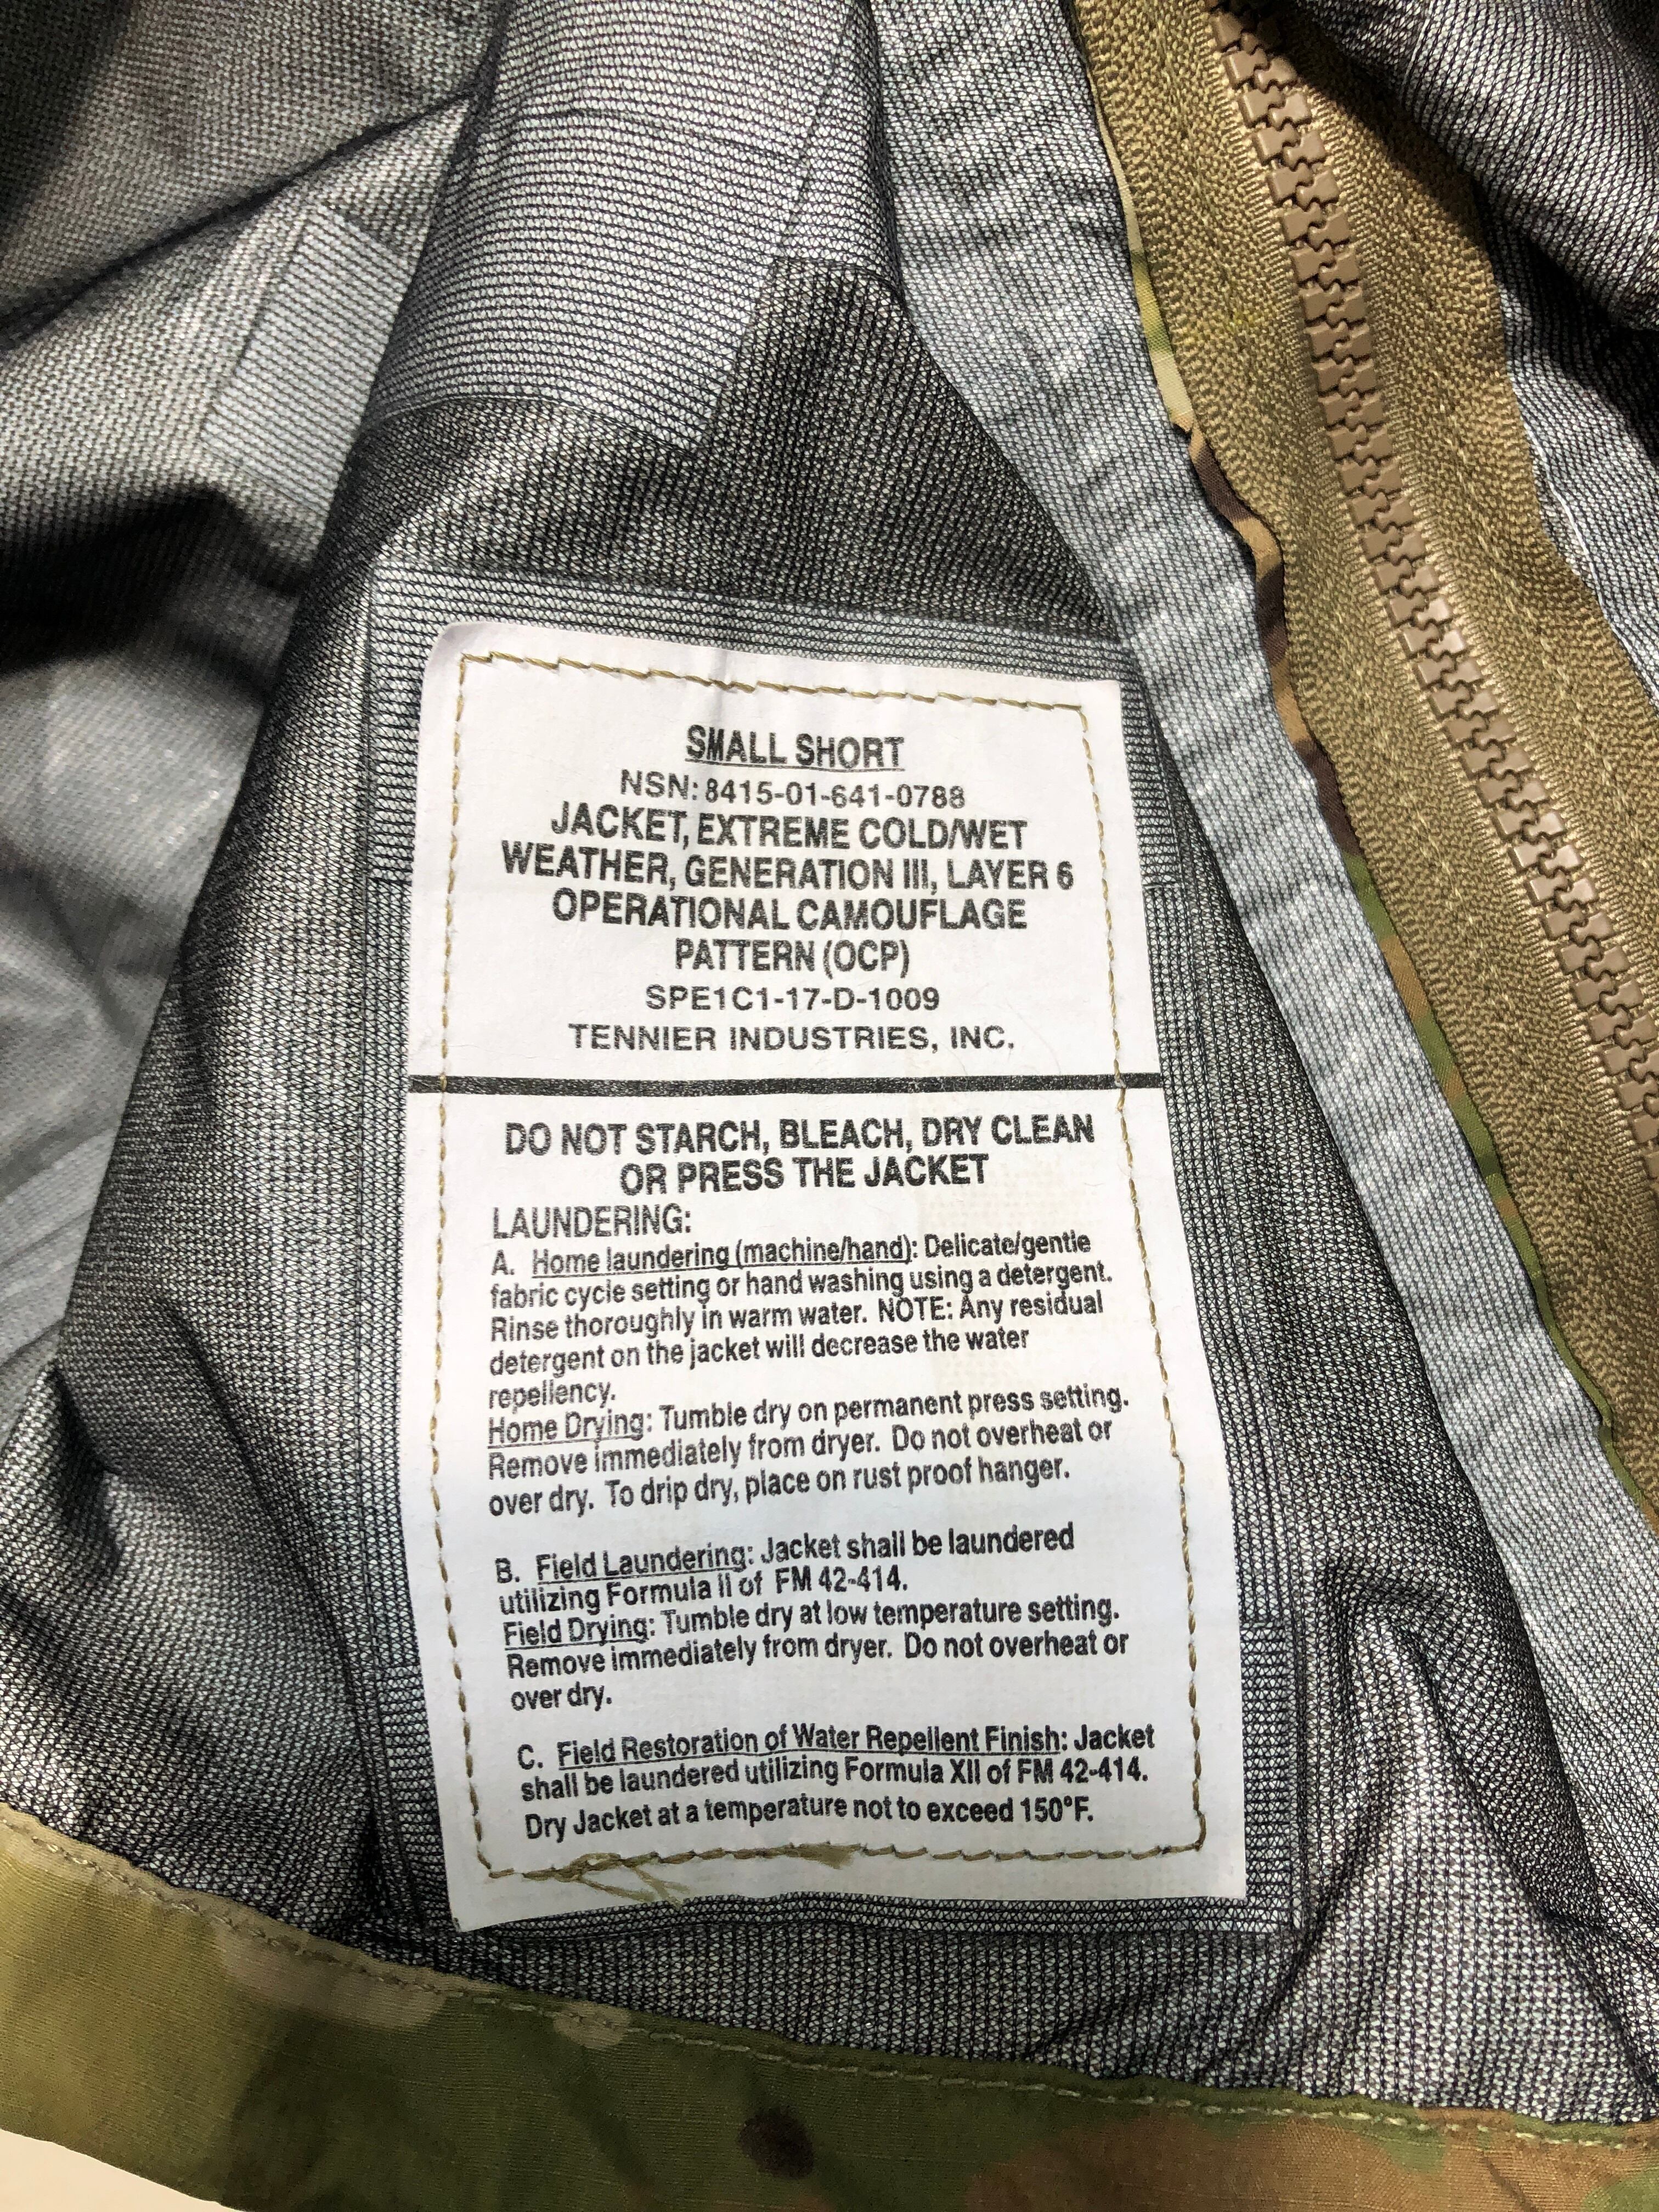 SMALL SHORT
NSN: 8415-01-641-0788
JACKET, EXTREME COLD/WET
WEATHER, GENERATION III, LAYER 6
OPERATIONAL CAMOUFLAGE
PATTERN (OCP)
SPE1C1-17-D-1009
TENNIER INDUSTRIES, INC.
DO NOT STARCH, BLEACH, DRY CLEAN
OR PRESS THE JACKET
LAUNDERING:
A. Home laundering (machine/hand): Delicate/gentle
fabric cycle setting or hand washing using a detergent.
Rinse thoroughly in warm water. NOTE: Any residual
detergent on the jacket will decrease the water
repellency.
Home Drying: Tumble dry on permanent press setting.
Remove immediately from dryer. Do not overheat or
over dry. To drip dry, place on rust proof hanger.
B. Field Laundering: Jacket shall be laundered
utilizing Formula II of FM 42-414.
Field Drying: Tumble dry at low temperature setting.
Remove immediately from dryer. Do not overheat or
over dry.
C. Field Restoration of Water Repellent Finish: Jacket
shall be laundered utilizing Formula XII of FM 42-414.
Dry Jacket at a temperature not to exceed 150°F.